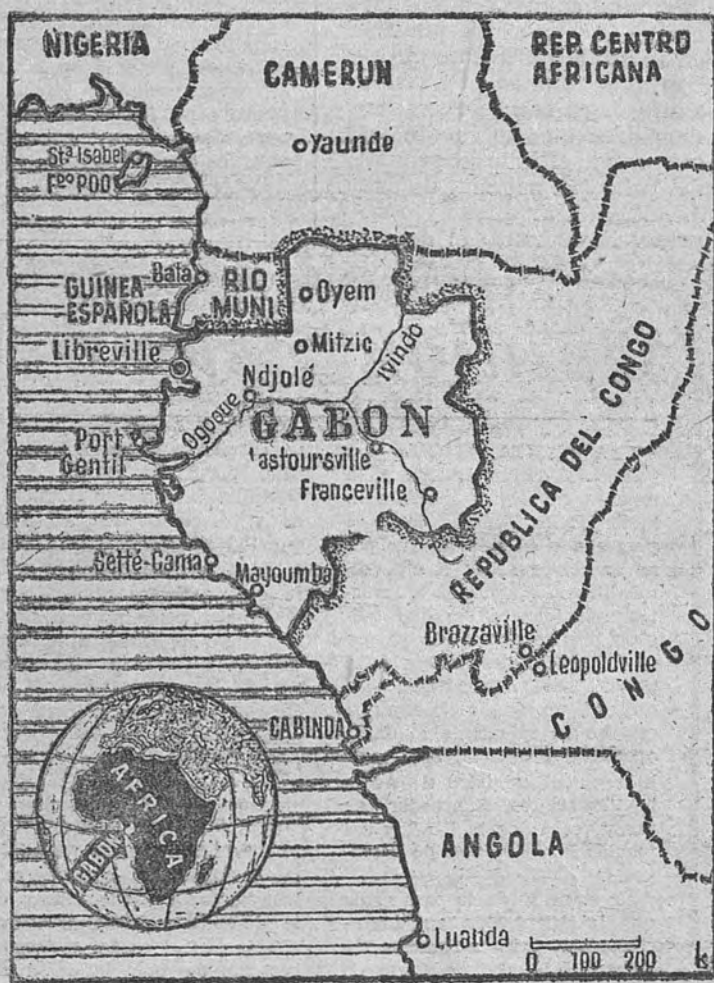 NIGERIA
CAMERUN
REP. CENTRO
AFRICANA
Yaunde
Stª Isabel
Fᵈᵒ POO
Bata
RIO
MUNI
GUINEA
ESPAÑOLA
Oyem
Libreville
Mitzic
Ivindo
Ndjolé
Ogooue
GABON
Port
Gentil
astoursville
Franceville
REPUBLICA DEL CONGO
Setté-Cama
Mayoumba
Brazzaville
Leopoldville
CONGO
CABINDA
AFRICA
GABON
ANGOLA
Luanda
0 100 200